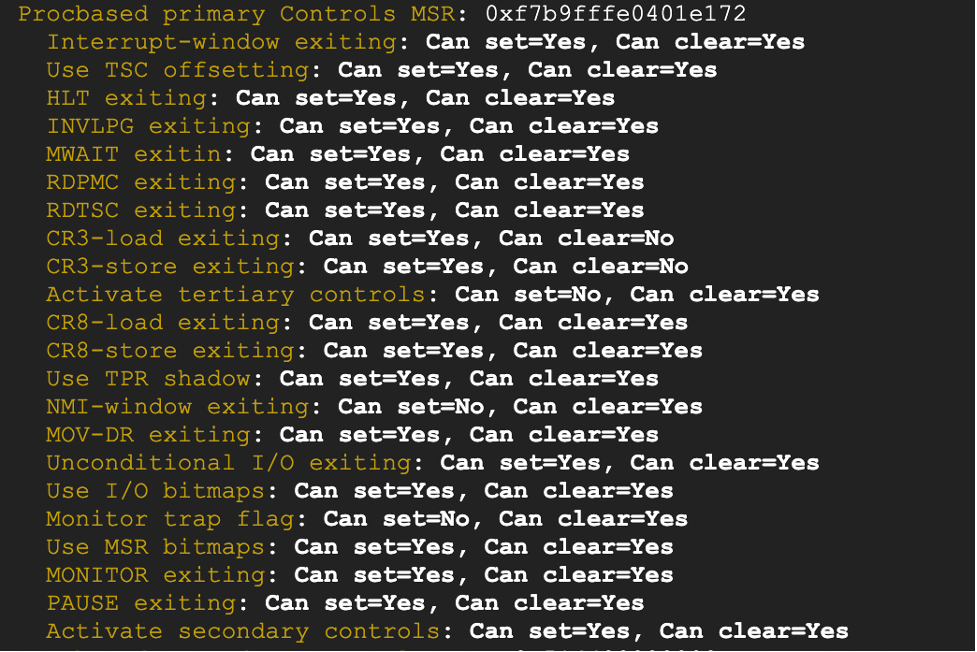 Procbased primary Controls MSR: 0xf7b9fffe0401e172
Interrupt-window exiting: Can set=Yes, Can clear=Yes
Use TSC offsetting: Can set=Yes, Can clear=Yes
HLT exiting: Can set=Yes, Can clear=Yes
INVLPG exiting: Can set=Yes, Can clear=Yes
MWAIT exitin: Can set=Yes, Can clear=Yes
RDPMC exiting: Can set=Yes, Can clear=Yes
RDTSC exiting: Can set=Yes, Can clear=Yes
CR3-load exiting: Can set=Yes, Can clear=No
CR3-store exiting: Can set=Yes, Can clear=No
Activate tertiary controls: Can set=No, Can clear=Yes
CR8-load exiting: Can set=Yes, Can clear=Yes
CR8-store exiting: Can set=Yes, Can clear=Yes
Use TPR shadow: Can set=Yes, Can clear=Yes
NMI-window exiting: Can set=No, Can clear=Yes
MOV-DR exiting: Can set=Yes, Can clear=Yes
Unconditional I/O exiting: Can set=Yes, Can clear=Yes
Use I/O bitmaps: Can set=Yes, Can clear=Yes
Monitor trap flag: Can set=No, Can clear=Yes
Use MSR bitmaps: Can set=Yes, Can clear=Yes
MONITOR exiting: Can set=Yes, Can clear=Yes
PAUSE exiting: Can set=Yes, Can clear=Yes
Activate secondary controls: Can set=Yes, Can clear=Yes